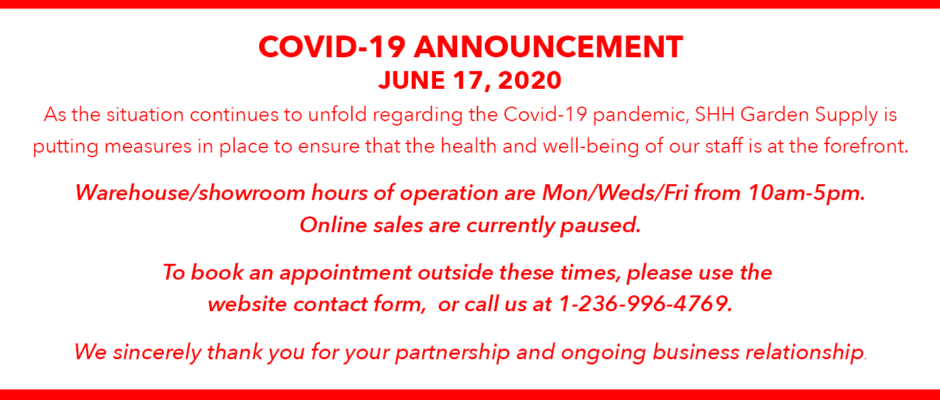 COVID-19 ANNOUNCEMENT
JUNE 17, 2020
As the situation continues to unfold regarding the Covid-19 pandemic, SHH Garden Supply is
putting measures in place to ensure that the health and well-being of our staff is at the forefront.
Warehouse/showroom hours of operation are Mon/Weds/Fri from 10am-5pm.
Online sales are currently paused.
To book an appointment outside these times, please use the
website contact form, or call us at 1-236-996-4769.
We sincerely thank you for your partnership and ongoing business relationship.